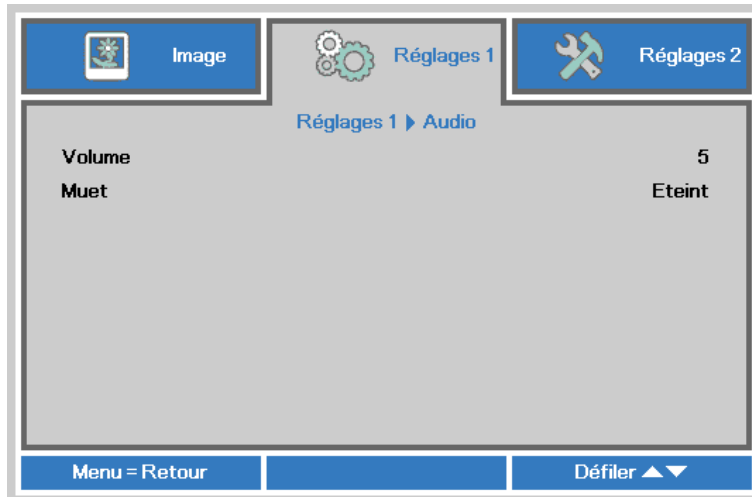 Image Réglages 1 Réglages 2
Réglages 1 ▶ Audio
Volume 5
Muet Eteint
Menu = Retour Défiler ▲▼